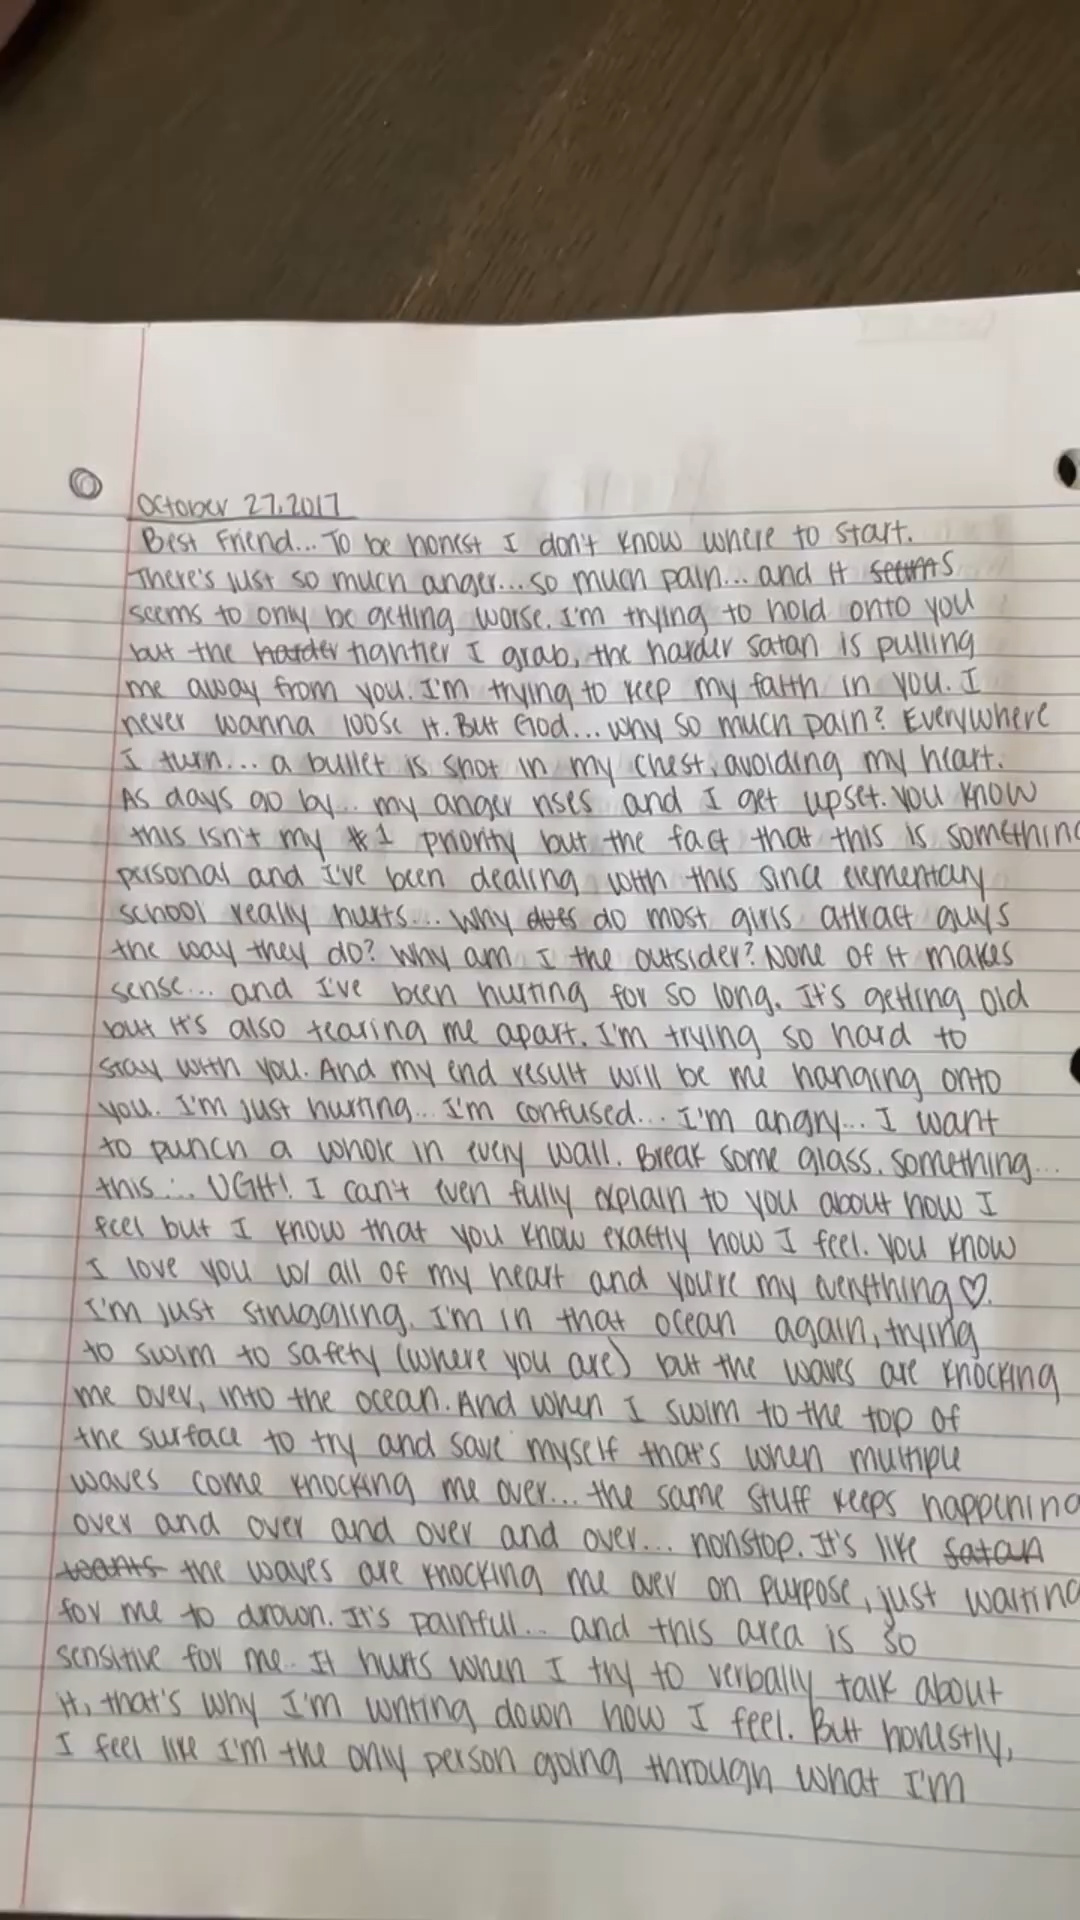 October 27, 2017
Best Friend... To be honest I don't know where to start.
There's just so much anger... so much pain... and it seems
seems to only be getting worse. I'm trying to hold onto you
but the harder tightier I grab, the harder satan is pulling
me away from you. I'm trying to keep my faith in you. I
never wanna loose it. But God... why so much pain? Everywhere
I turn... a bullet is shot in my chest, avoiding my heart.
As days go by... my anger rises and I get upset. You know
this isn't my #1 priority but the fact that this is something
personal and I've been dealing with this since elementary
school really hurts... Why does do most girls attract guys
the way they do? Why am I the outsider? None of it makes
sense... and I've been hurting for so long. It's getting old
but it's also tearing me apart. I'm trying so hard to
stay with you. And my end result will be me hanging onto
you. I'm just hurting... I'm confused... I'm angry... I want
to punch a whole in every wall. Break some glass. Something...
this... UGH! I can't even fully explain to you about how I
feel but I know that you know exactly how I feel. You know
I love you w/ all of my heart and you're my everything ♡.
I'm just struggling. I'm in that ocean again, trying
to swim to safety (where you are) but the waves are knocking
me over, into the ocean. And when I swim to the top of
the surface to try and save myself that's when multiple
waves come knocking me over... the same stuff keeps happening
over and over and over and over... nonstop. It's like satan
wants the waves are knocking me over on purpose, just waiting
for me to drown. It's painful... and this area is so
sensitive for me. It hurts when I try to verbally talk about
it, that's why I'm writing down how I feel. But honestly,
I feel like I'm the only person going through what I'm